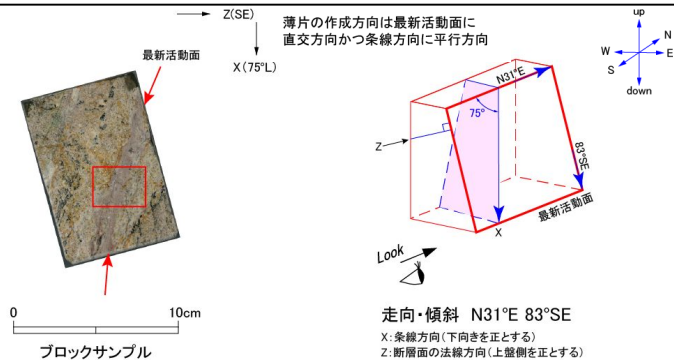 Z(SE)
X(75°L)
薄片の作成方向は最新活動面に
直交方向かつ条線方向に平行方向
最新活動面
0
10cm
ブロックサンプル
up
N
W
E
S
down
N31°E
75°
Z
83°SE
最新活動面
X
Look
走向・傾斜 N31°E 83°SE
X:条線方向(下向きを正とする)
Z:断層面の法線方向(上盤側を正とする)